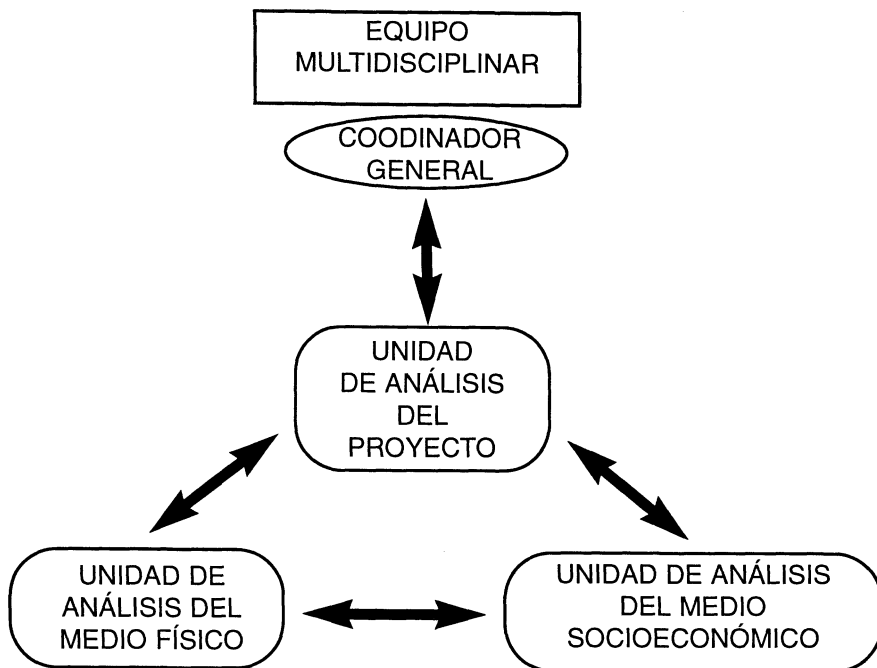 EQUIPO
MULTIDISCIPLINAR
COODINADOR
GENERAL
UNIDAD
DE ANÁLISIS
DEL
PROYECTO
UNIDAD DE
ANÁLISIS DEL
MEDIO FÍSICO
UNIDAD DE ANÁLISIS
DEL MEDIO
SOCIOECONÓMICO